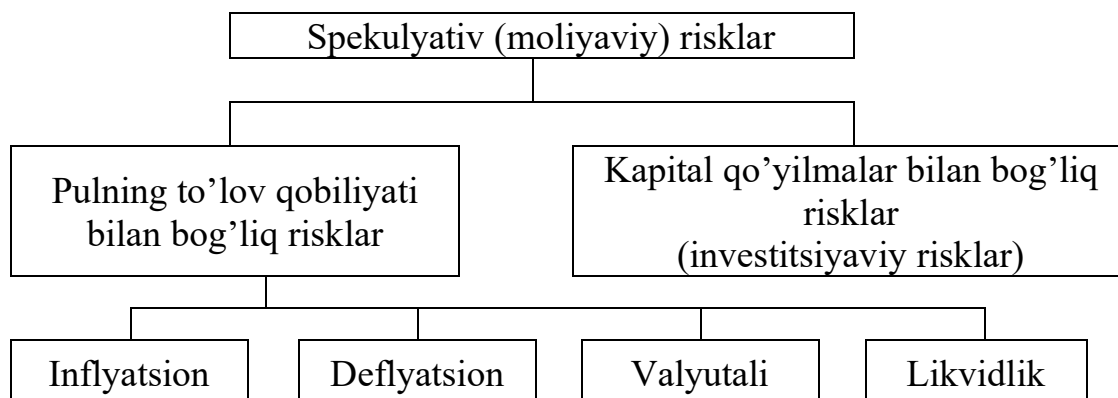 Spekulyativ (moliyaviy) risklar
Pulning to’lov qobiliyati
bilan bog’liq risklar
Kapital qo’yilmalar bilan bog’liq
risklar
(investitsiyaviy risklar)
Inflyatsion
Deflyatsion
Valyutali
Likvidlik